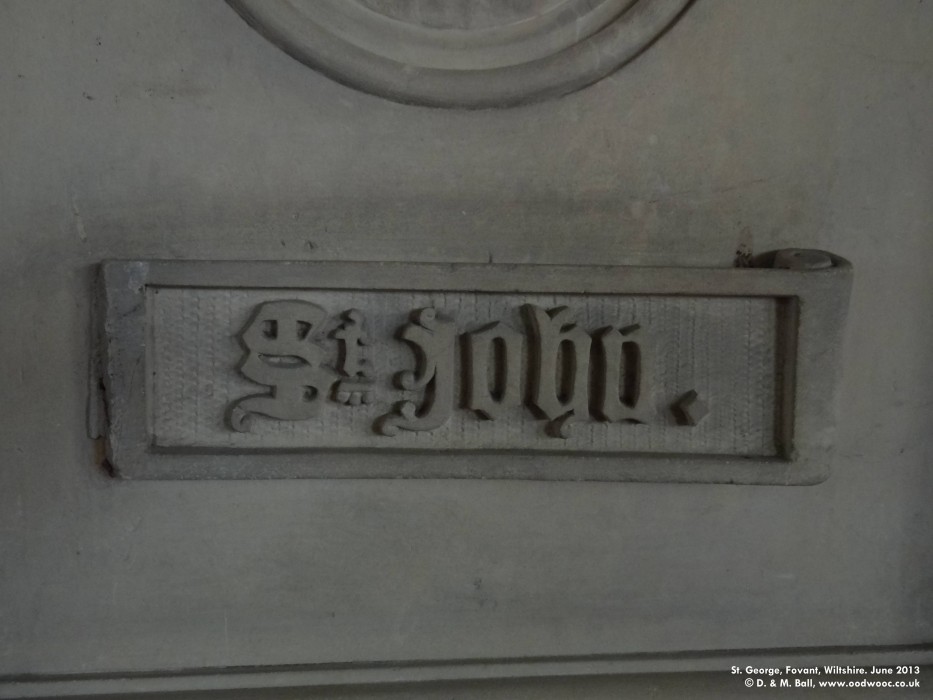 St John.
St. George, Fovant, Wiltshire. June 2013
© D. & M. Ball, www.oodwooc.co.uk